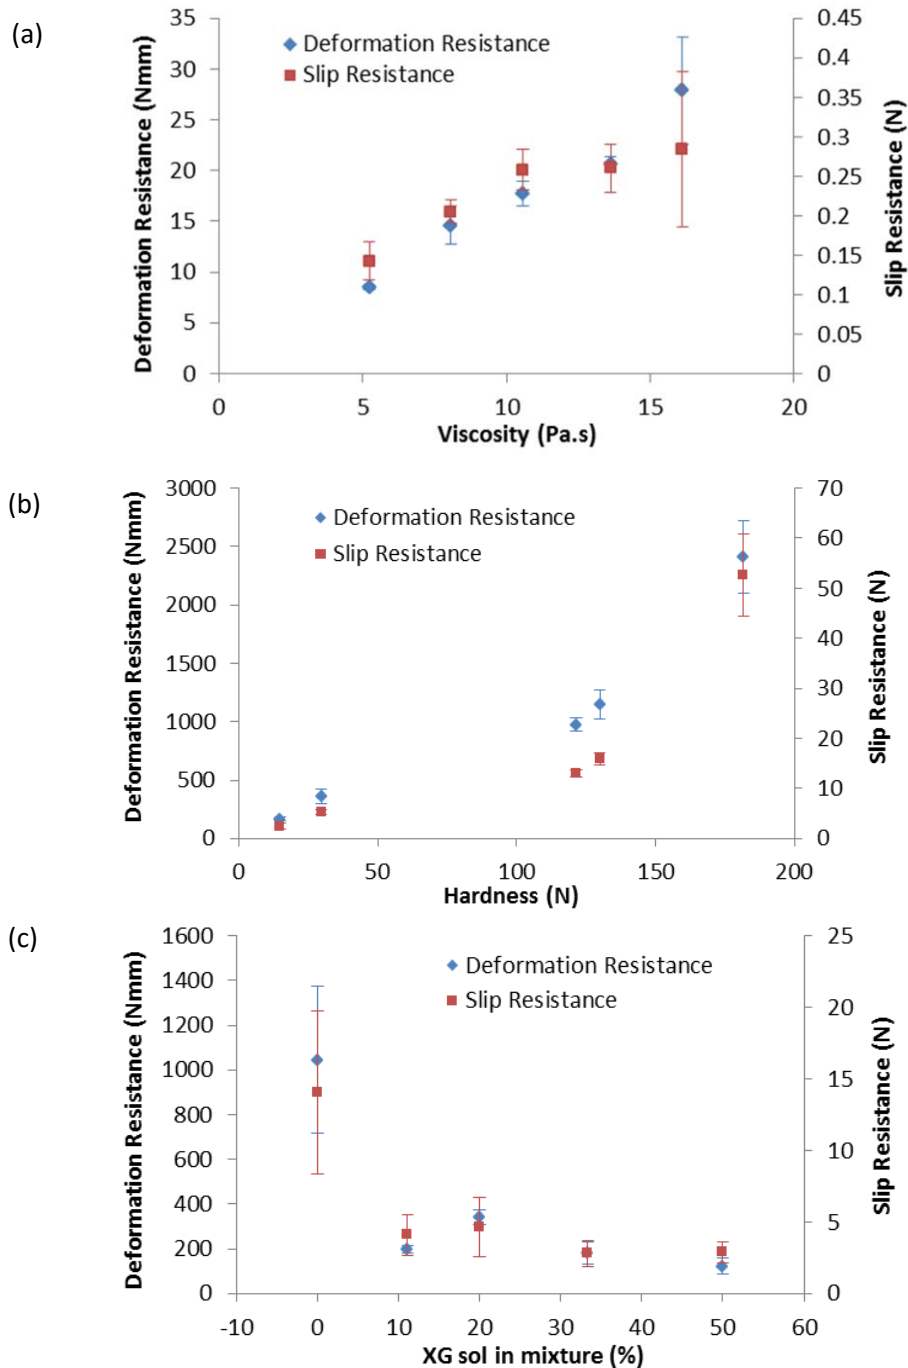 (a)
Deformation Resistance (Nmm)
35
30
25
20
15
10
5
0
Deformation Resistance
Slip Resistance
0.45
0.4
0.35
0.3
0.25
0.2
0.15
0.1
0.05
0
Slip Resistance (N)
0 5 10 15 20
Viscosity (Pa.s)
(b)
Deformation Resistance (Nmm)
3000
2500
2000
1500
1000
500
0
Deformation Resistance
Slip Resistance
70
60
50
40
30
20
10
0
Slip Resistance (N)
0 50 100 150 200
Hardness (N)
(c)
Deformation Resistance (Nmm)
1600
1400
1200
1000
800
600
400
200
0
Deformation Resistance
Slip Resistance
25
20
15
10
5
0
Slip Resistance (N)
-10 0 10 20 30 40 50 60
XG sol in mixture (%)